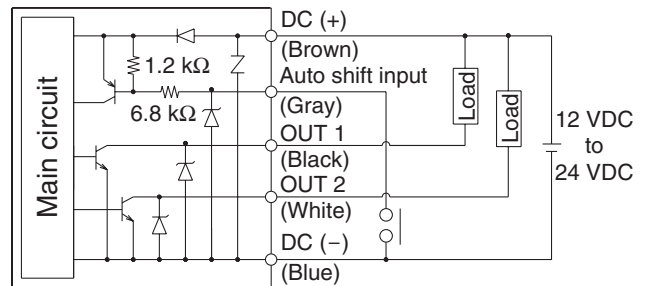 Main circuit
1.2 kΩ
6.8 kΩ
DC (+)
(Brown)
Auto shift input
(Gray)
OUT 1
(Black)
OUT 2
(White)
DC (−)
(Blue)
Load
Load
12 VDC
to
24 VDC